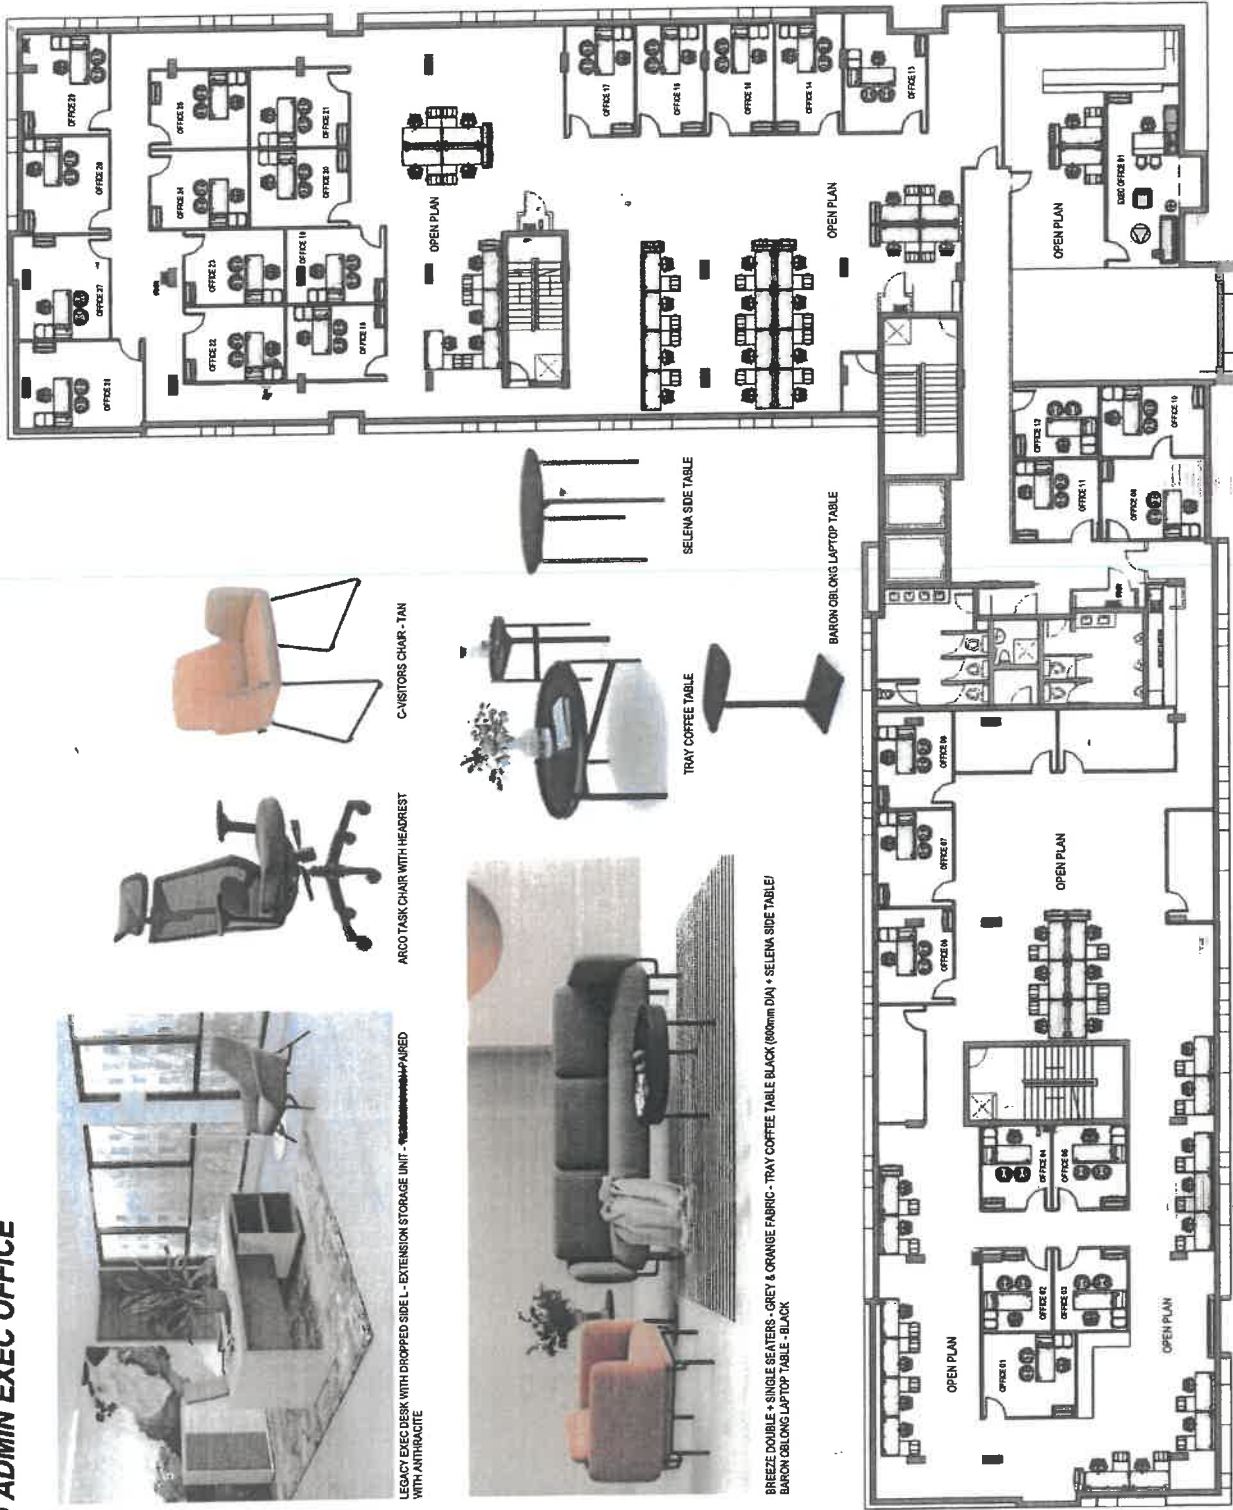 ADMIN EXEC OFFICE
LEGACY EXEC DESK WITH DROPPED SIDE L - EXTENSION STORAGE UNIT - PAIRED
WITH ANTHRACITE
ARCO TASK CHAIR WITH HEADREST
C-VISITORS CHAIR - TAN
BREEZE DOUBLE + SINGLE SEATERS - GREY & ORANGE FABRIC - TRAY COFFEE TABLE BLACK (800mm DIA) + SELENA SIDE TABLE/
BARON OBLONG LAPTOP TABLE - BLACK
TRAY COFFEE TABLE
SELENA SIDE TABLE
BARON OBLONG LAPTOP TABLE
OFFICE 29
OFFICE 28
OFFICE 27
OFFICE 25
OFFICE 24
OFFICE 23
OFFICE 22
OFFICE 21
OFFICE 20
OFFICE 19
OFFICE 18
OPEN PLAN
OFFICE 17
OFFICE 14
OFFICE 13
OPEN PLAN
OPEN PLAN
EXEC OFFICE 01
OFFICE 12
OFFICE 11
OFFICE 10
OFFICE 09
OFFICE 08
OFFICE 07
OFFICE 06
OPEN PLAN
OFFICE 04
OFFICE 05
OFFICE 02
OFFICE 03
OFFICE 01
OPEN PLAN
OPEN PLAN